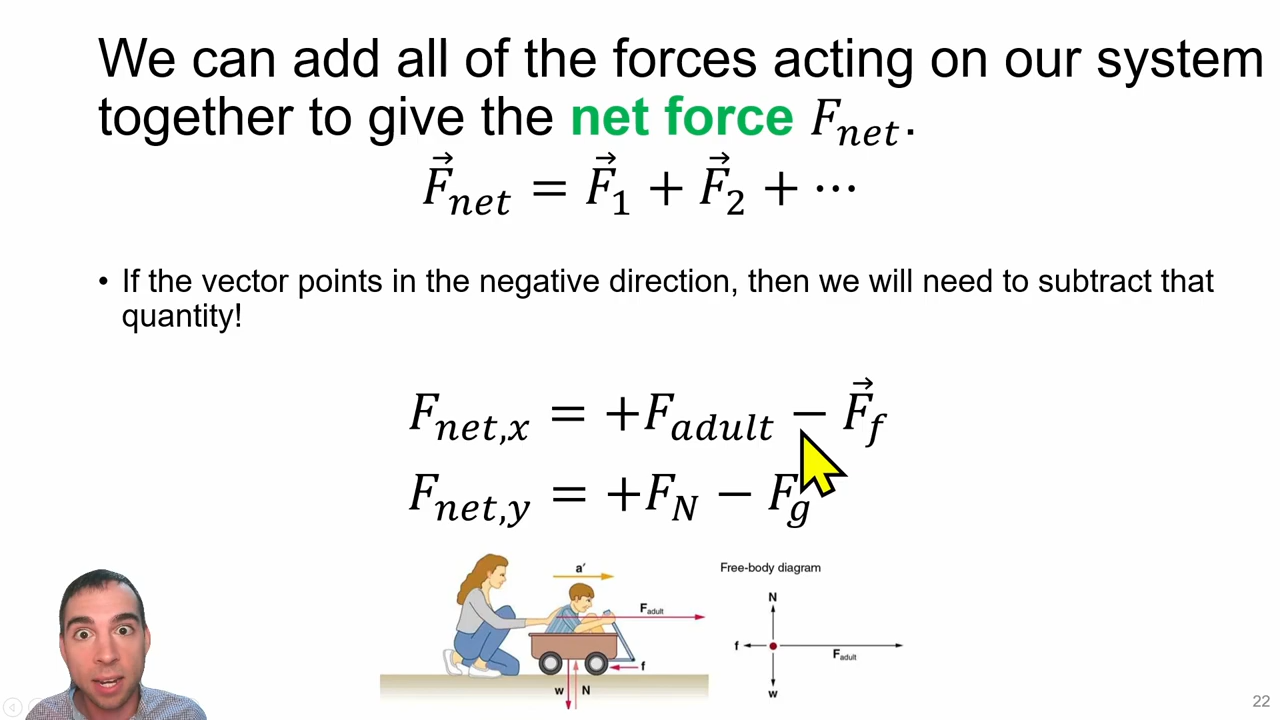 We can add all of the forces acting on our system
together to give the net force F_net.
F⃗_net = F⃗_1 + F⃗_2 + ⋯
• If the vector points in the negative direction, then we will need to subtract that
quantity!
F_net,x = +F_adult − F⃗_f
F_net,y = +F_N − F_g
a′
F_adult
f
w N
Free-body diagram
N
f
F_adult
w
22